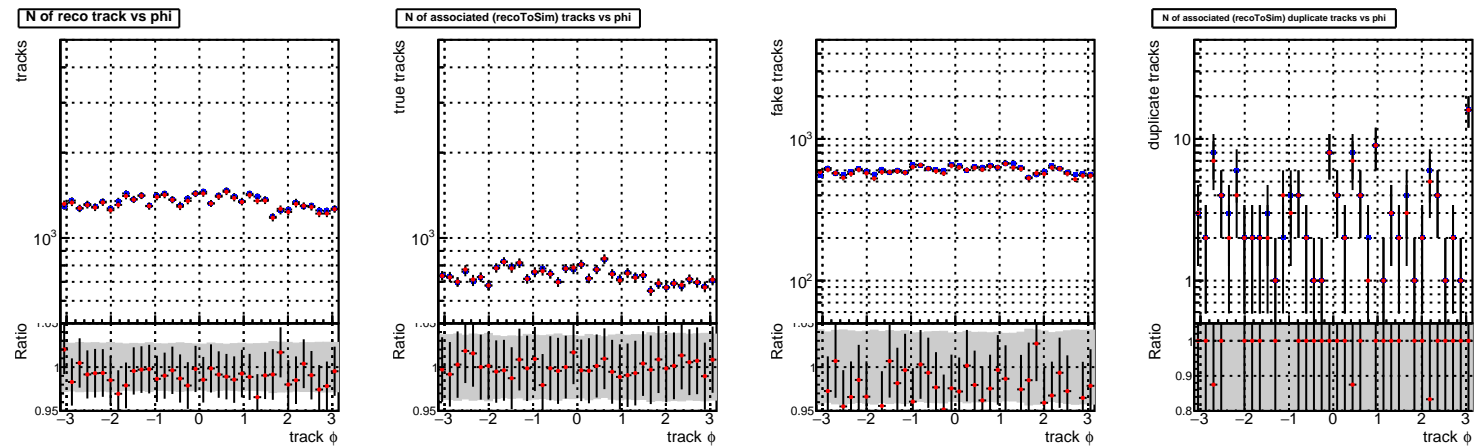 N of reco track vs phi
tracks
10³
Ratio
1.05
1
0.95
−3 −2 −1 0 1 2 3
track ϕ
N of associated (recoToSim) tracks vs phi
true tracks
10³
Ratio
1.05
1
0.95
−3 −2 −1 0 1 2 3
track ϕ
fake tracks
10³
10²
Ratio
1.05
1
0.95
−3 −2 −1 0 1 2 3
track ϕ
N of associated (recoToSim) duplicate tracks vs phi
duplicate tracks
10
1
Ratio
1
0.9
0.8
−3 −2 −1 0 1 2 3
track ϕ